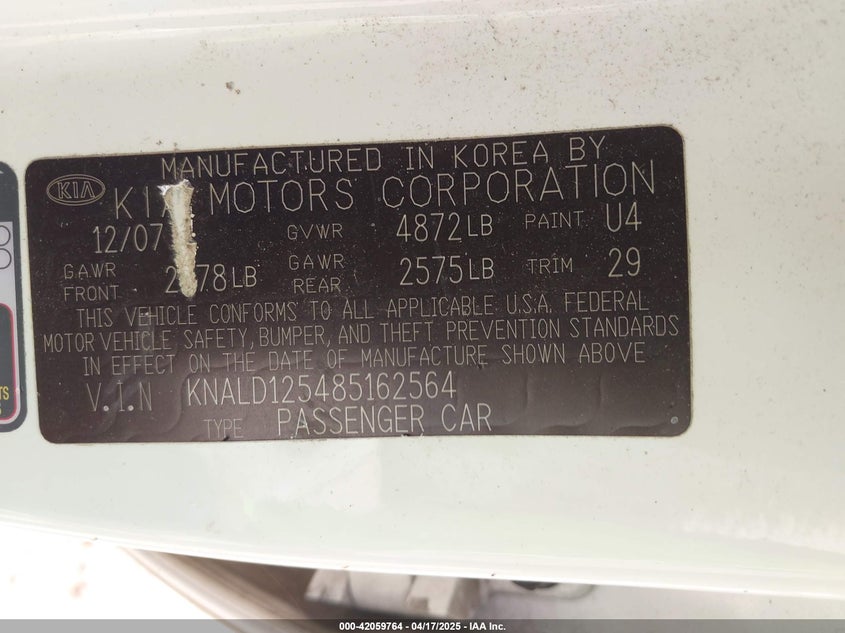 MANUFACTURED IN KOREA BY
KIA MOTORS CORPORATION
12/07 GVWR 4872LB PAINT U4
GAWR FRONT GAWR REAR 2575LB TRIM 29
THIS VEHICLE CONFORMS TO ALL APPLICABLE U.S.A. FEDERAL
MOTOR VEHICLE SAFETY, BUMPER, AND THEFT PREVENTION STANDARDS
IN EFFECT ON THE DATE OF MANUFACTURE SHOWN ABOVE
V.I.N KNALD125485162564
TYPE PASSENGER CAR
KIA
000-42059764 - 04/17/2025 - IAA Inc.